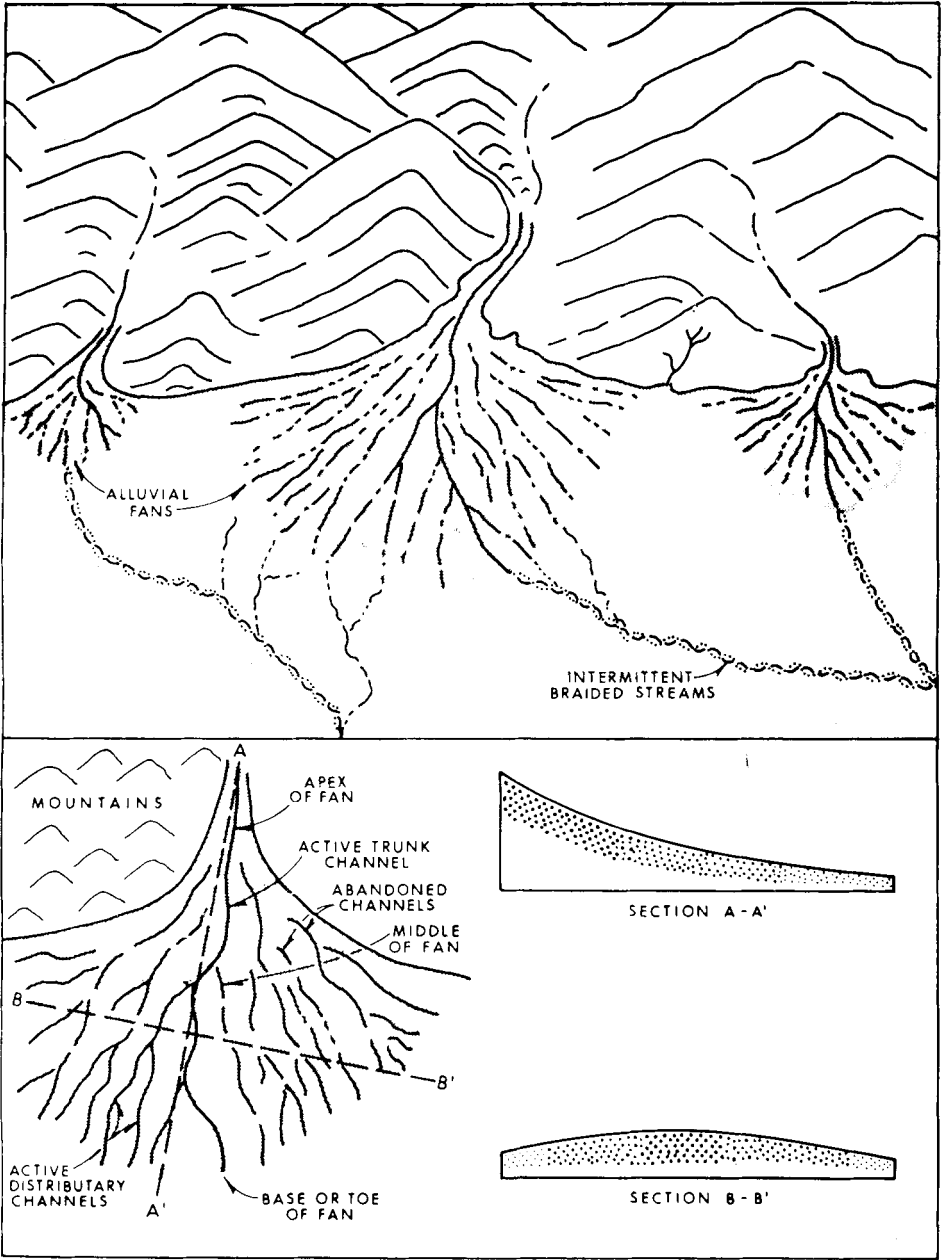 ALLUVIAL
FANS
INTERMITTENT
BRAIDED STREAMS
A
MOUNTAINS
APEX
OF FAN
ACTIVE TRUNK
CHANNEL
ABANDONED
CHANNELS
MIDDLE
OF FAN
B
B'
ACTIVE
DISTRIBUTARY
CHANNELS
A'
BASE OR TOE
OF FAN
SECTION A-A'
SECTION B-B'